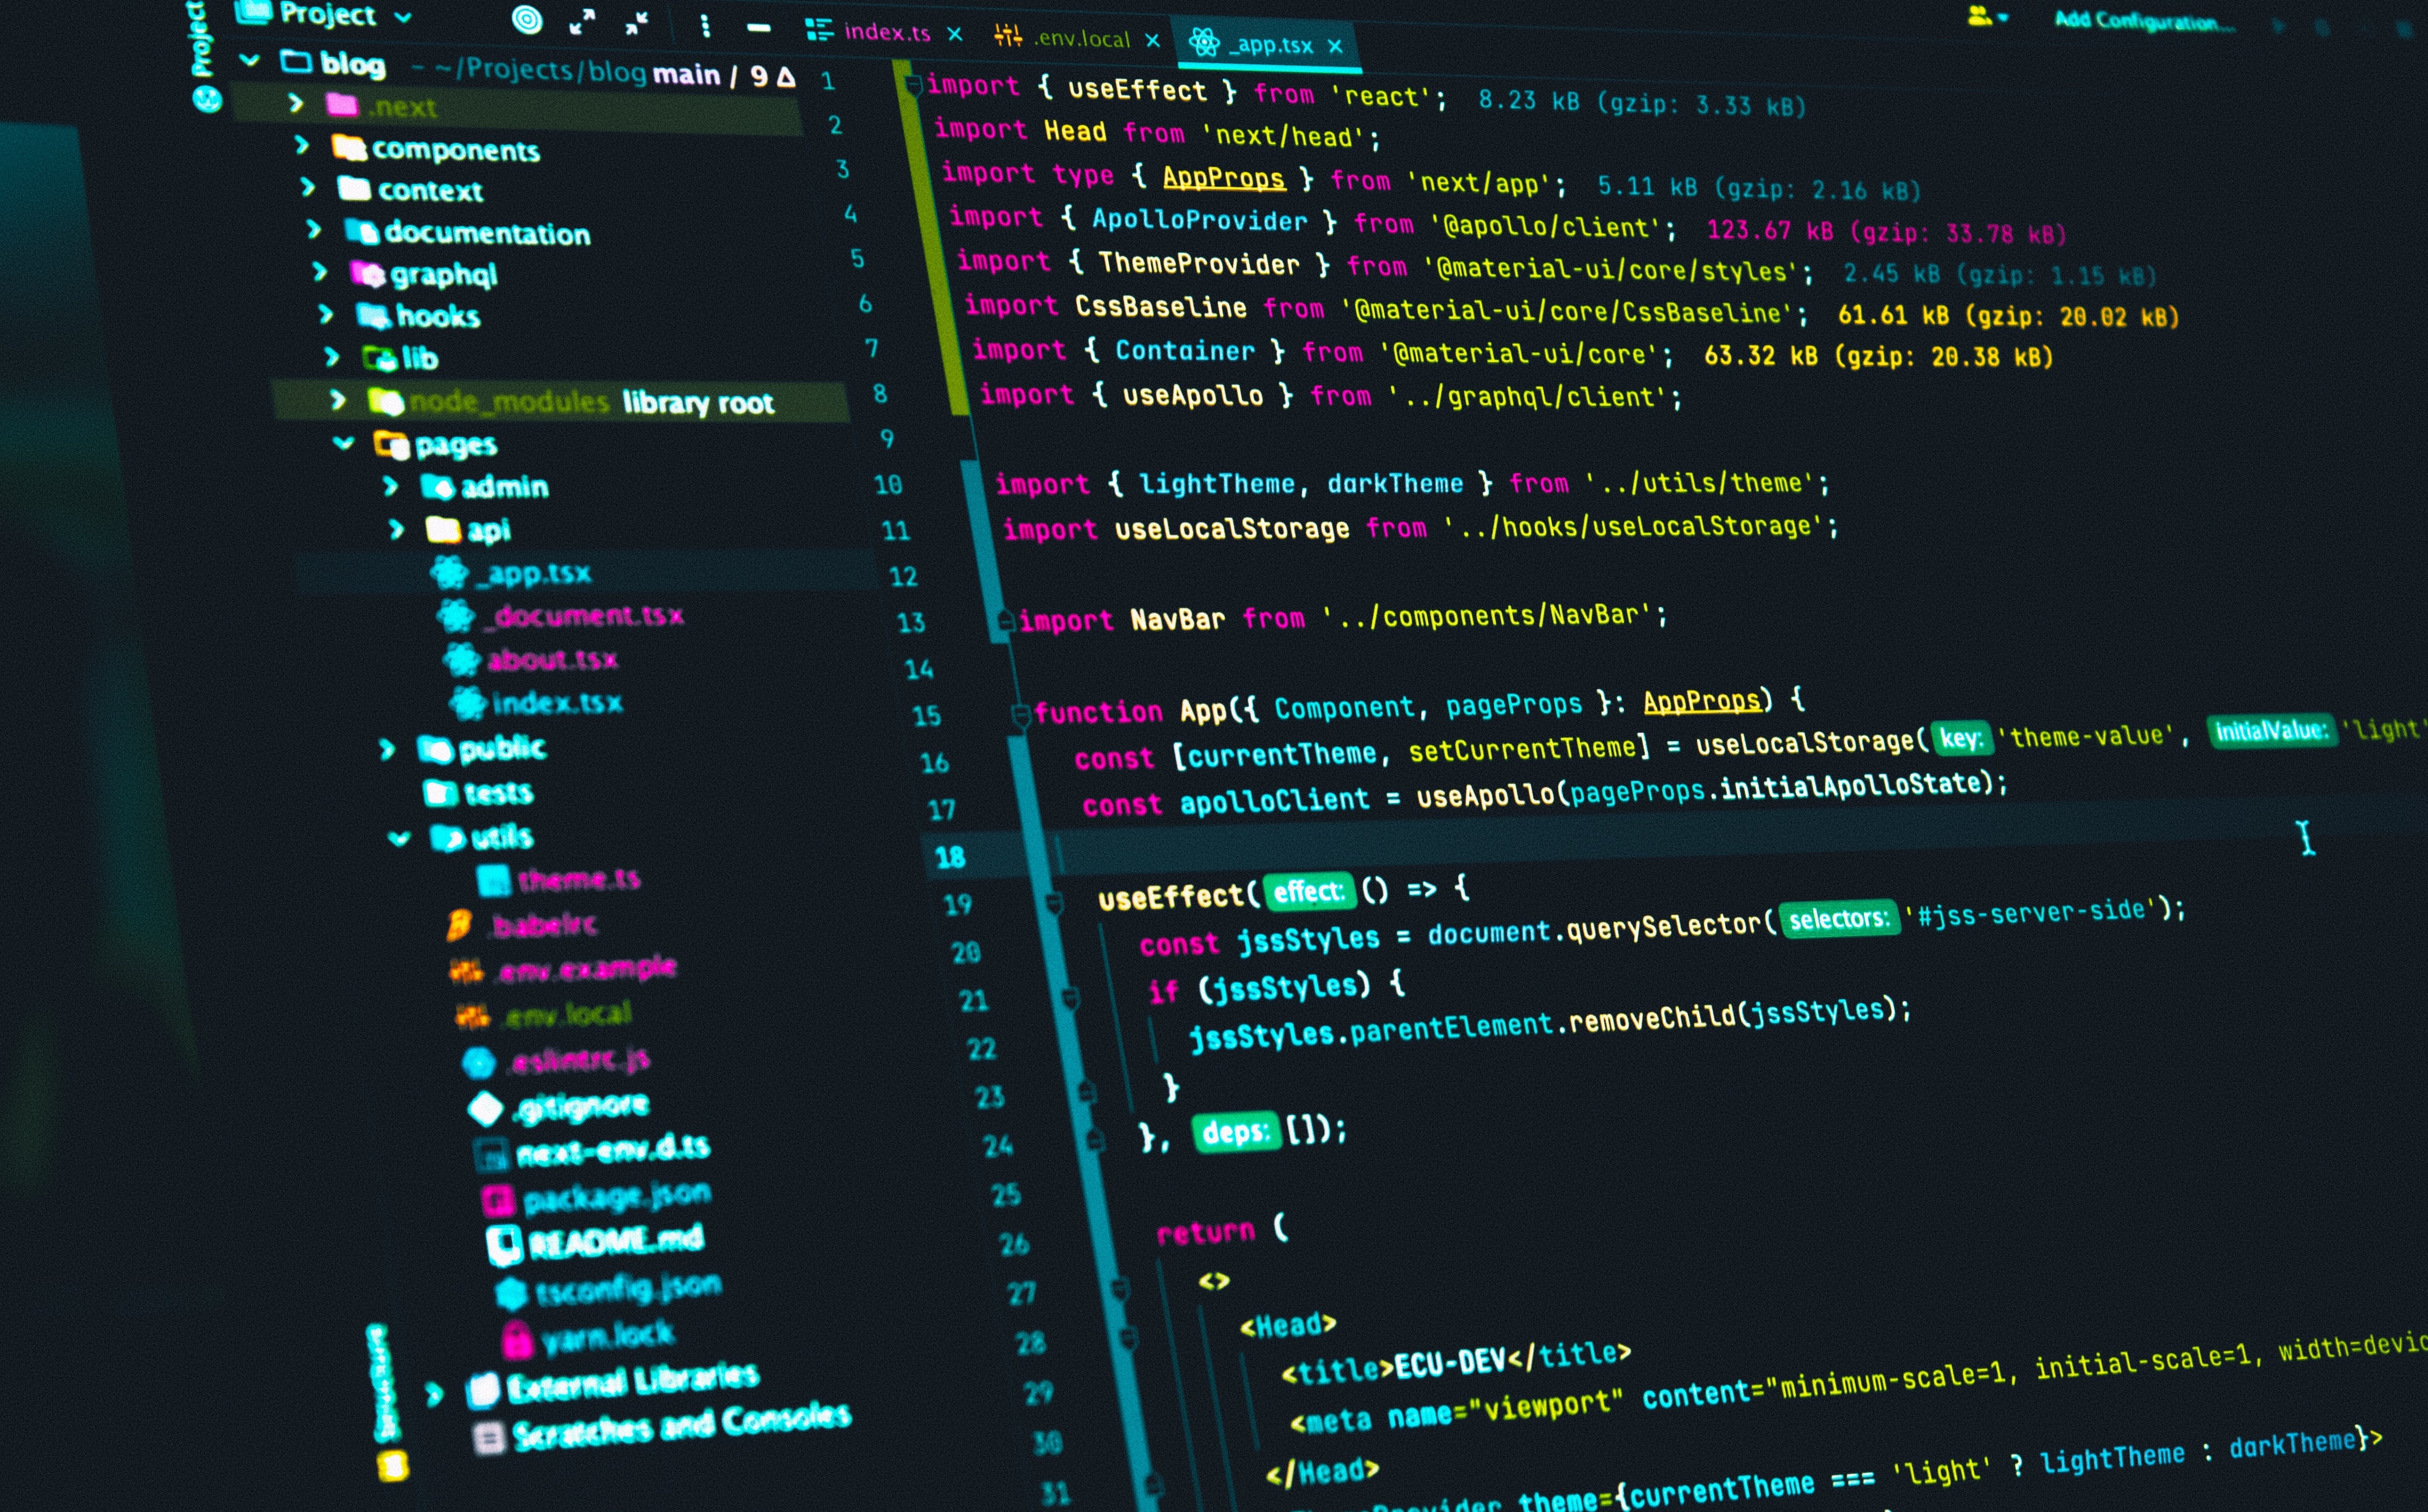 Project
Project
index.ts
.env.local
_app.tsx
Add Configuration...
blog ~/Projects/blog main / 9 Δ
.next
components
context
documentation
graphql
hooks
lib
node_modules library root
pages
admin
api
_app.tsx
_document.tsx
about.tsx
index.tsx
public
tests
utils
theme.ts
.babelrc
.env.example
.env.local
.eslintrc.js
.gitignore
next-env.d.ts
package.json
README.md
tsconfig.json
yarn.lock
External Libraries
Scratches and Consoles
1 import { useEffect } from 'react'; 8.23 kB (gzip: 3.33 kB)
2 import Head from 'next/head';
3 import type { AppProps } from 'next/app'; 5.11 kB (gzip: 2.16 kB)
4 import { ApolloProvider } from '@apollo/client'; 123.67 kB (gzip: 33.78 kB)
5 import { ThemeProvider } from '@material-ui/core/styles'; 2.45 kB (gzip: 1.15 kB)
6 import CssBaseline from '@material-ui/core/CssBaseline'; 61.61 kB (gzip: 20.02 kB)
7 import { Container } from '@material-ui/core'; 63.32 kB (gzip: 20.38 kB)
8 import { useApollo } from '../graphql/client';
9
10 import { lightTheme, darkTheme } from '../utils/theme';
11 import useLocalStorage from '../hooks/useLocalStorage';
12
13 import NavBar from '../components/NavBar';
14
15 function App({ Component, pageProps }: AppProps) {
16 const [currentTheme, setCurrentTheme] = useLocalStorage( key: 'theme-value', initialValue: 'light'
17 const apolloClient = useApollo(pageProps.initialApolloState);
18
19 useEffect( effect: () => {
20 const jssStyles = document.querySelector( selectors: '#jss-server-side');
21 if (jssStyles) {
22 jssStyles.parentElement.removeChild(jssStyles);
23 }
24 }, deps: []);
25
26 return (
27 <>
28 <Head>
29 <title>ECU-DEV</title>
30 <meta name="viewport" content="minimum-scale=1, initial-scale=1, width=devic
31 </Head>
theme={currentTheme === 'light' ? lightTheme : darkTheme}>